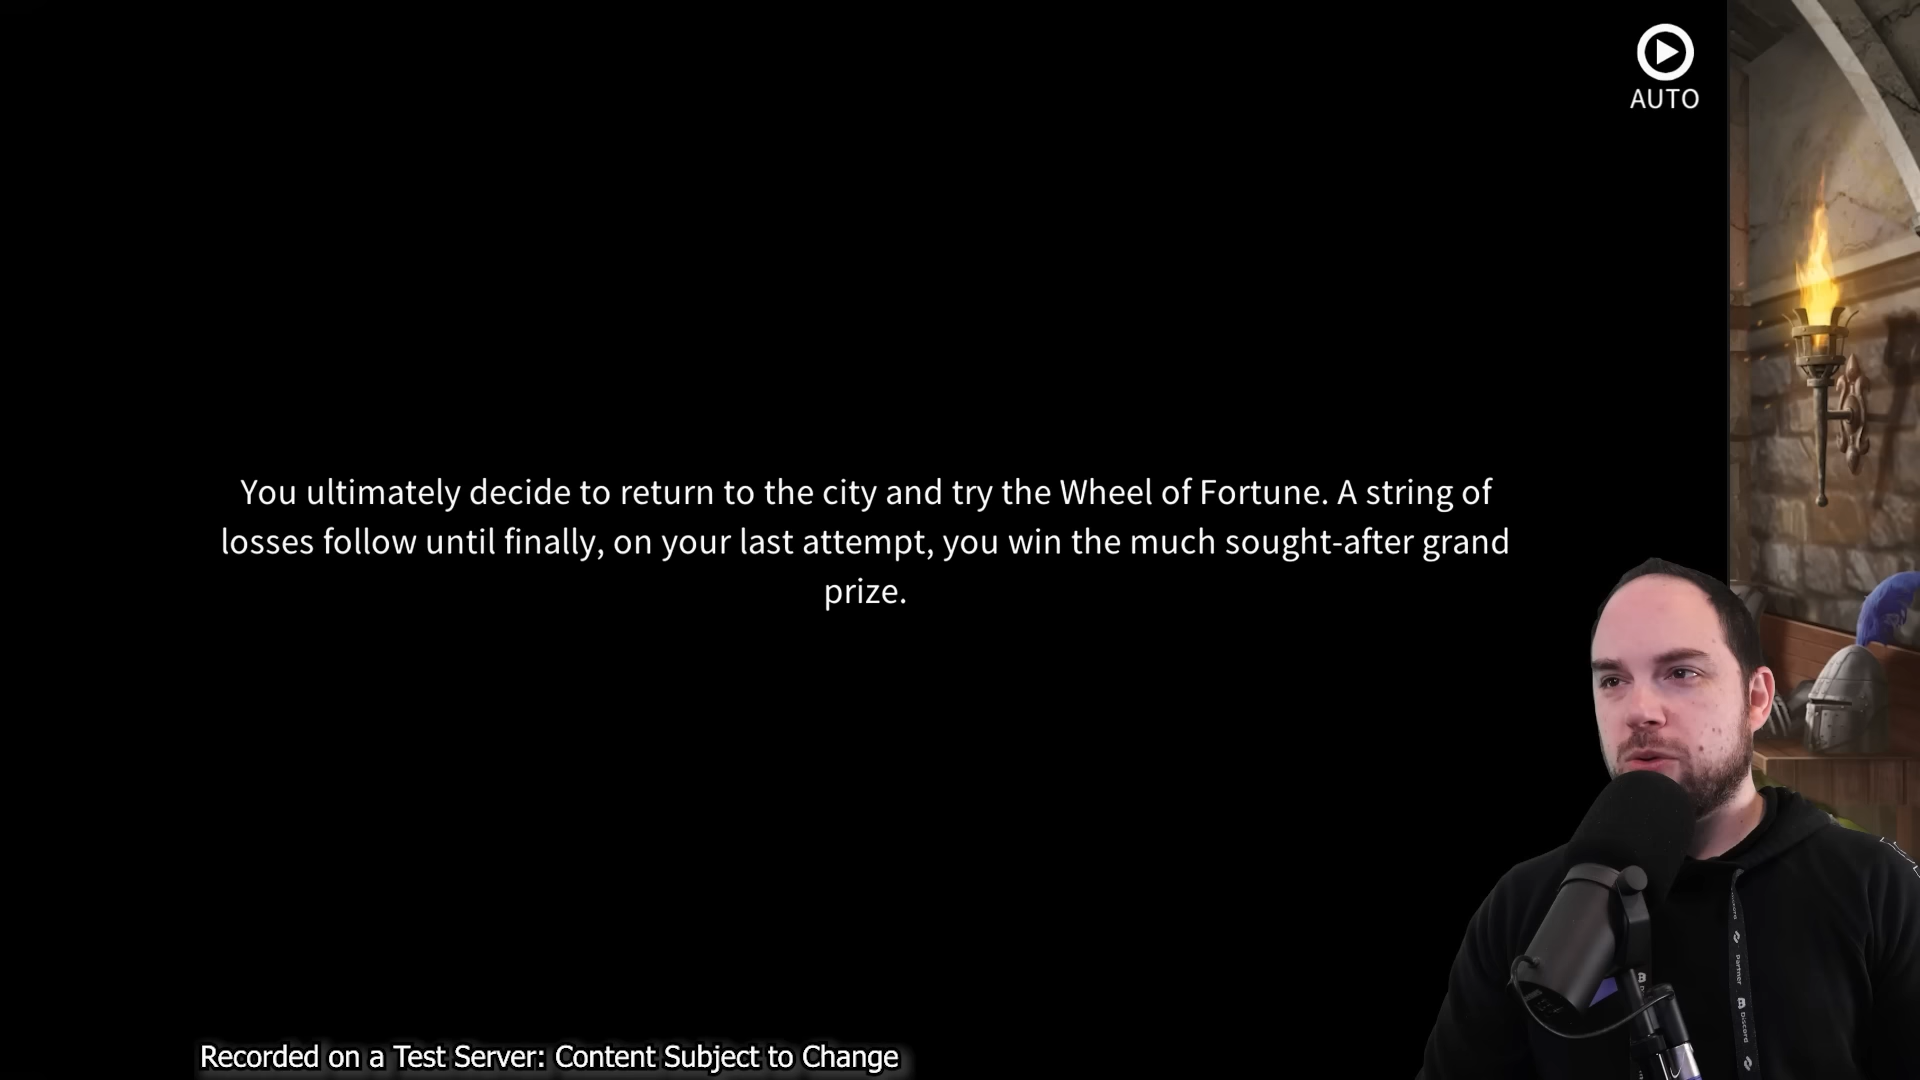 AUTO
You ultimately decide to return to the city and try the Wheel of Fortune. A string of
losses follow until finally, on your last attempt, you win the much sought-after grand
prize.
Partner
Discord
Recorded on a Test Server: Content Subject to Change